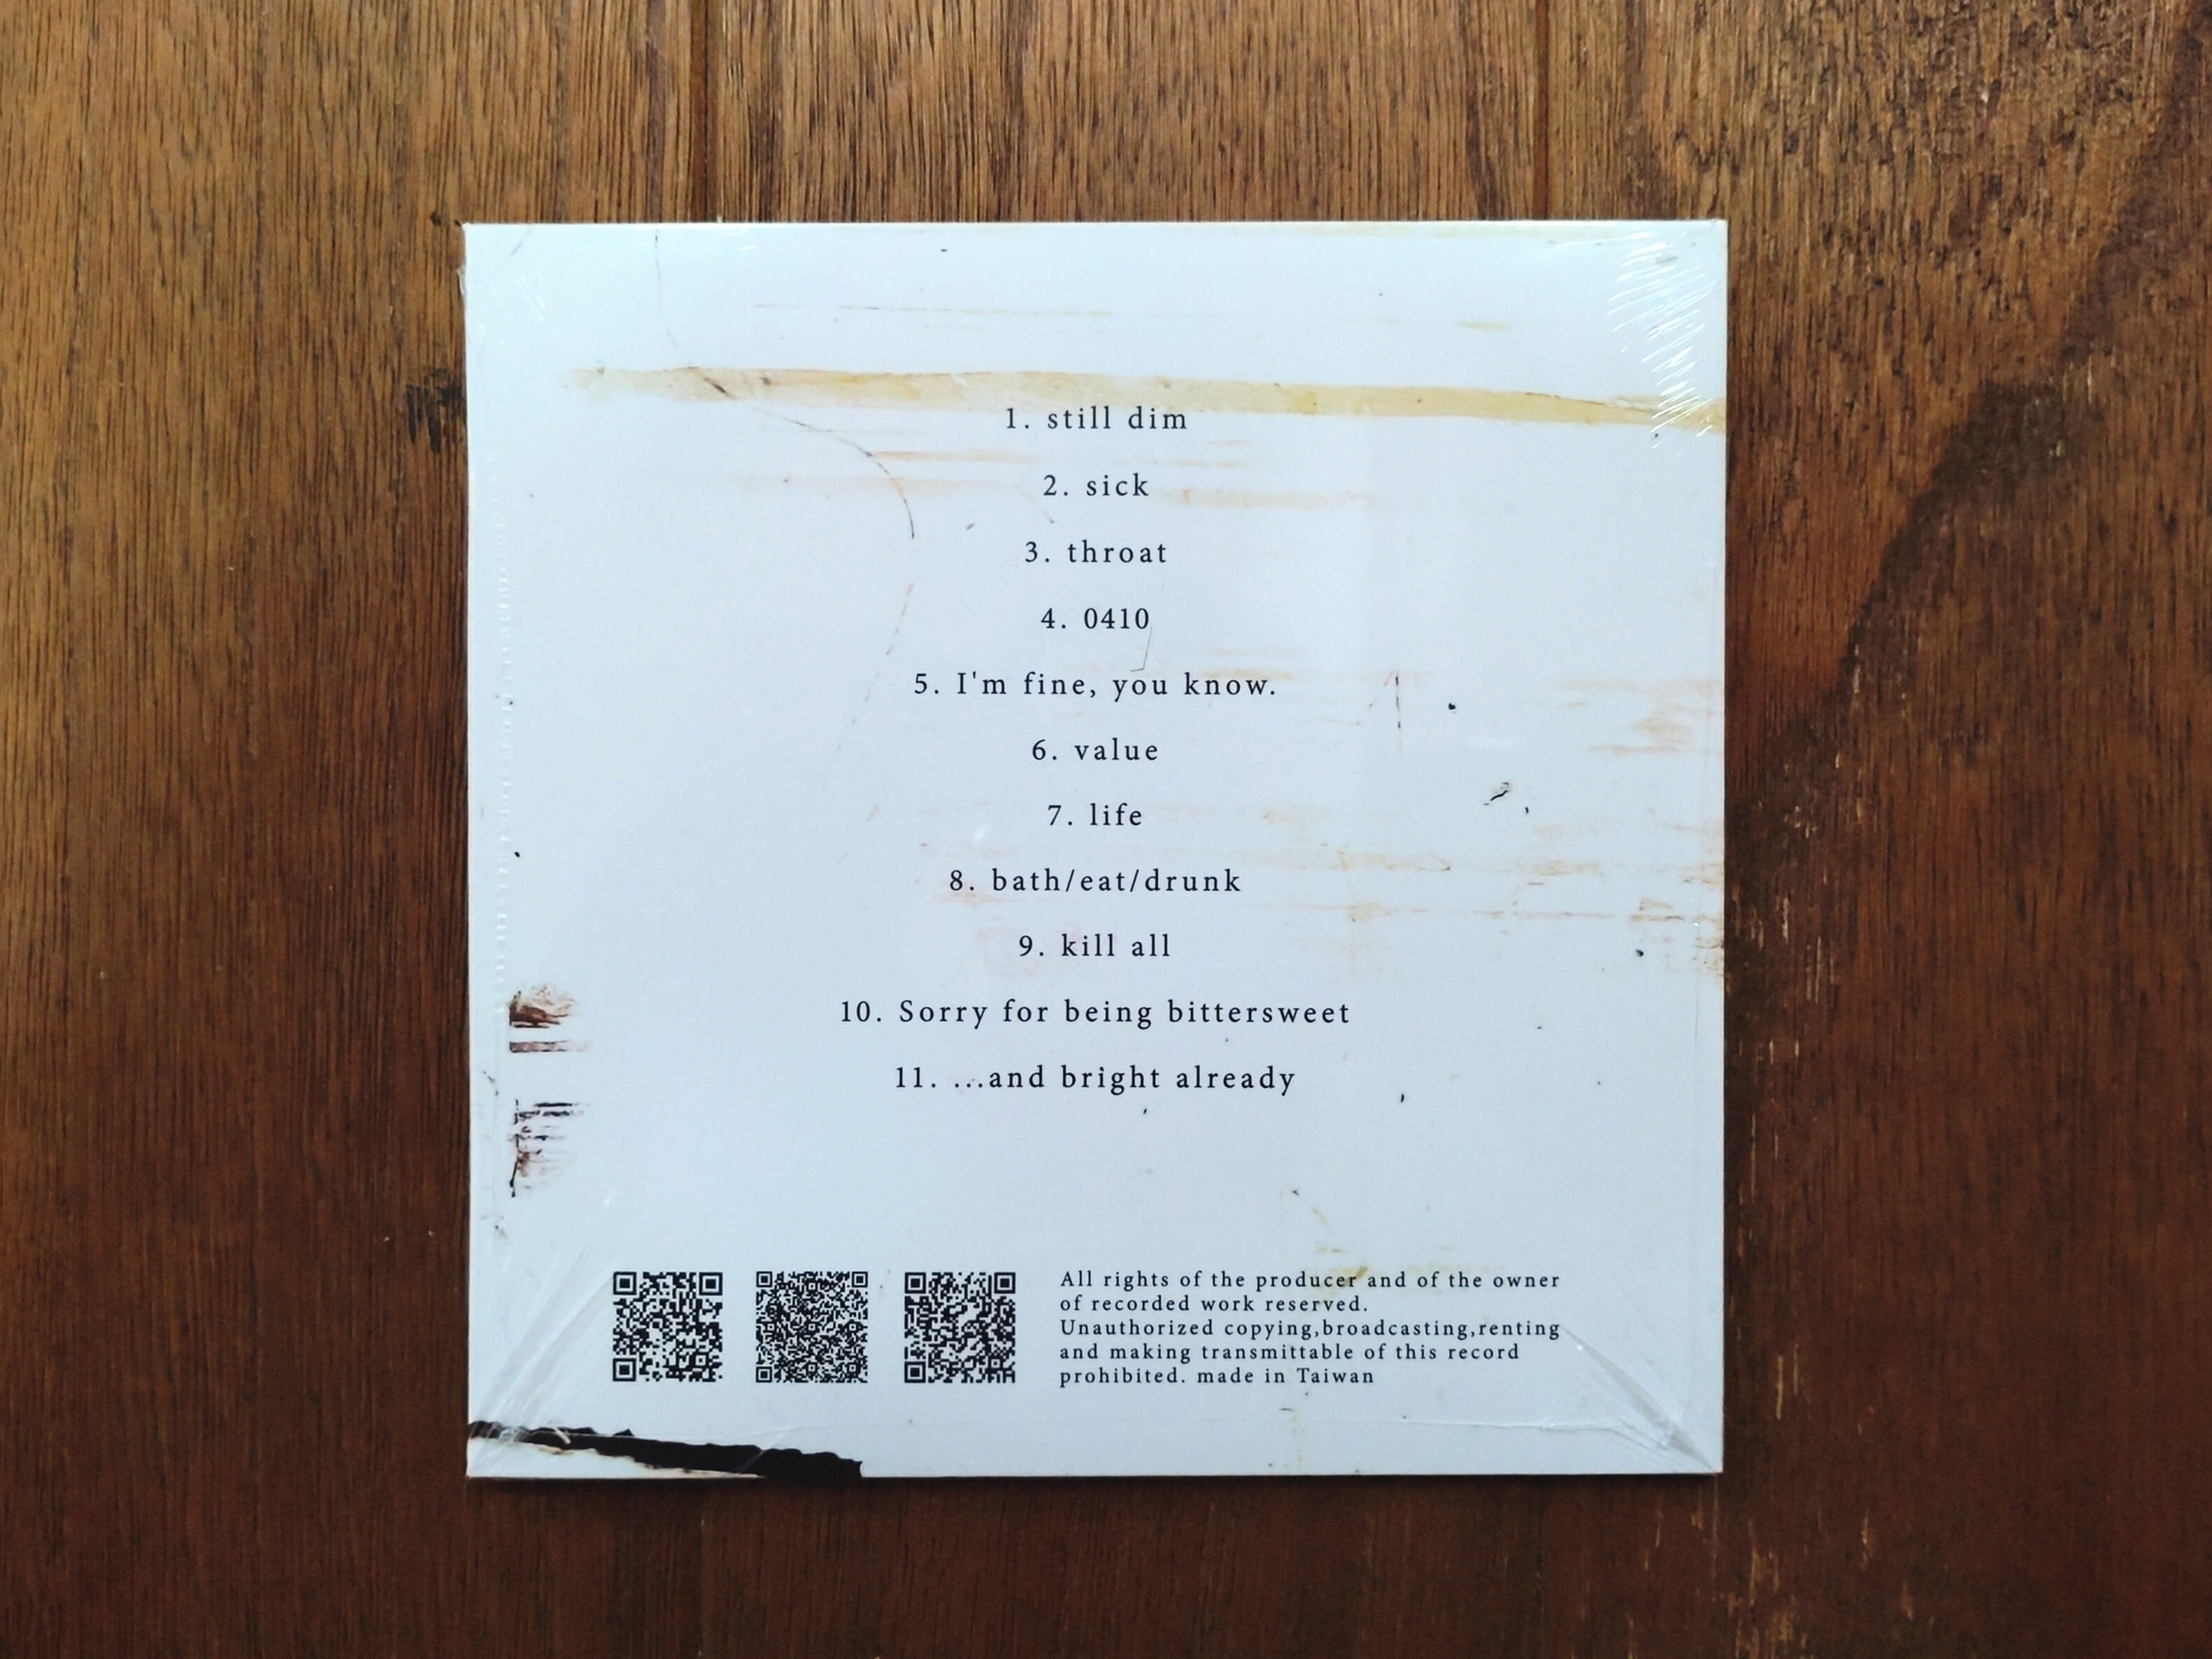 1. still dim
2. sick
3. throat
4. 0410
5. I'm fine, you know.
6. value
7. life
8. bath/eat/drunk
9. kill all
10. Sorry for being bittersweet
11. ...and bright already
All rights of the producer and of the owner
of recorded work reserved.
Unauthorized copying,broadcasting,renting
and making transmittable of this record
prohibited. made in Taiwan